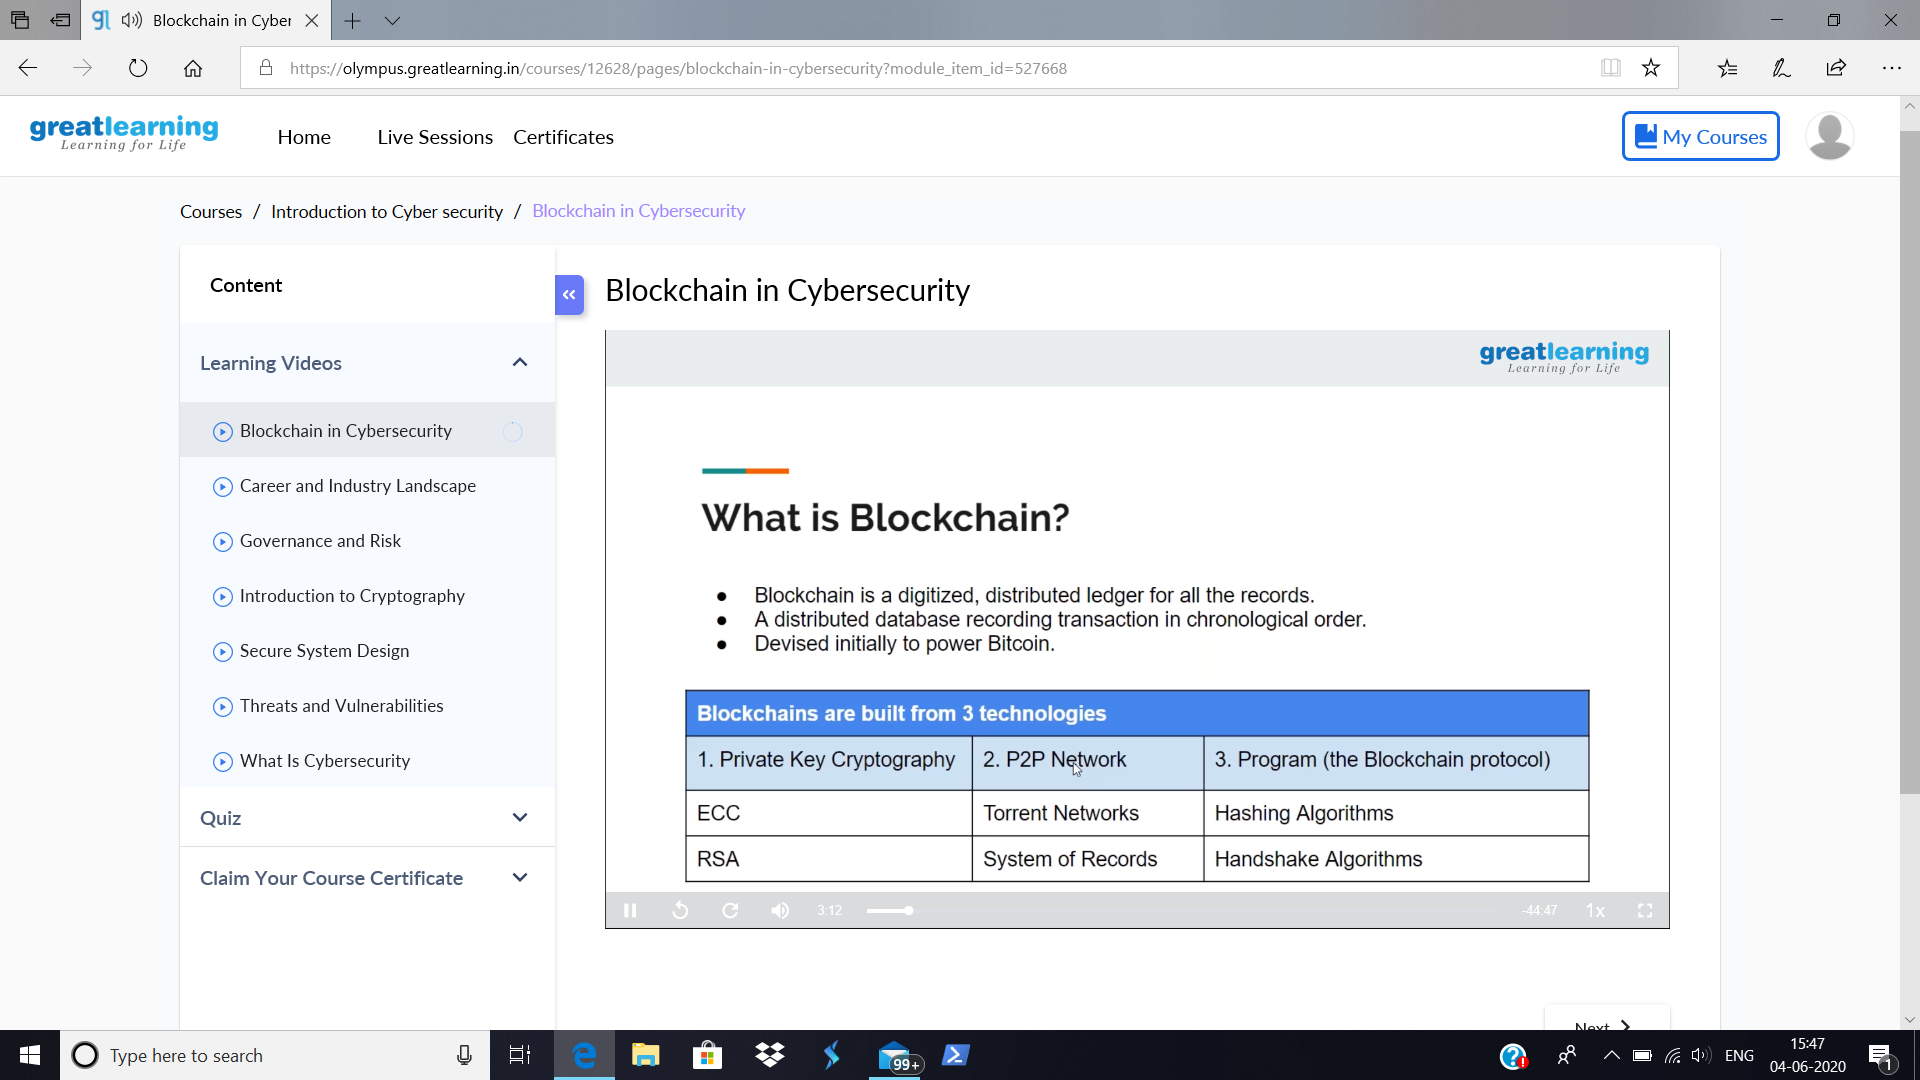 Blockchain in Cyber
https://olympus.greatlearning.in/courses/12628/pages/blockchain-in-cybersecurity?module_item_id=527668
greatlearning
Learning for Life
Home
Live Sessions
Certificates
My Courses
Courses / Introduction to Cyber security / Blockchain in Cybersecurity
Content
Learning Videos
Blockchain in Cybersecurity
Career and Industry Landscape
Governance and Risk
Introduction to Cryptography
Secure System Design
Threats and Vulnerabilities
What Is Cybersecurity
Quiz
Claim Your Course Certificate
Blockchain in Cybersecurity
greatlearning
Learning for Life
What is Blockchain?
● Blockchain is a digitized, distributed ledger for all the records.
● A distributed database recording transaction in chronological order.
● Devised initially to power Bitcoin.
Blockchains are built from 3 technologies
1. Private Key Cryptography 2. P2P Network 3. Program (the Blockchain protocol)
ECC Torrent Networks Hashing Algorithms
RSA System of Records Handshake Algorithms
3:12
-44:47
1x
Next
Type here to search
99+
ENG
15:47
04-06-2020
1